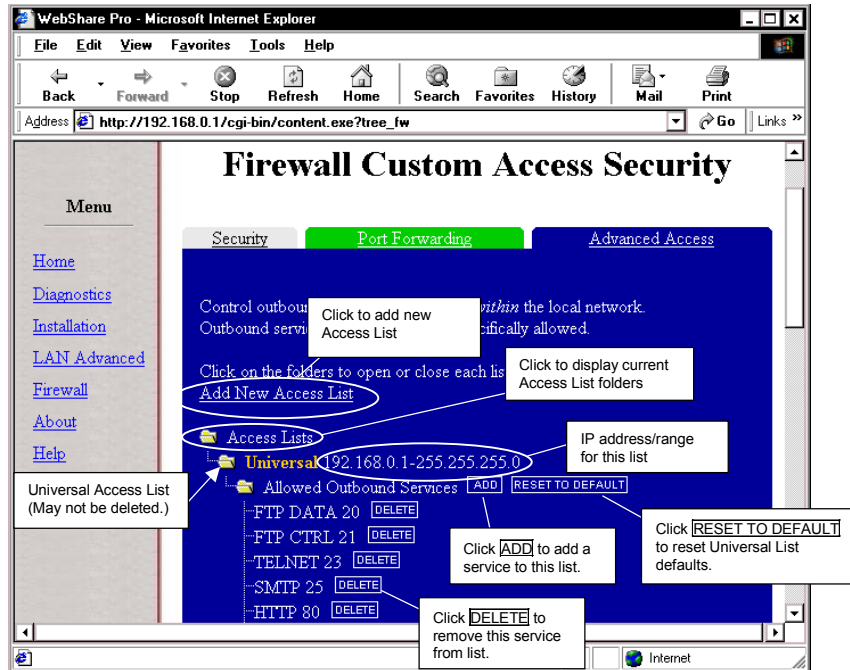 WebShare Pro - Microsoft Internet Explorer
File Edit View Favorites Tools Help
Back Forward Stop Refresh Home Search Favorites History Mail Print
Address http://192.168.0.1/cgi-bin/content.exe?tree_fw Go Links »
Firewall Custom Access Security
Menu
Home
Diagnostics
Installation
LAN Advanced
Firewall
About
Help
Security Port Forwarding Advanced Access
Control outbou
within the local network.
Outbound servi
cifically allowed.
Click to add new
Access List
Click on the folders to open or close each lis
Add New Access List
Click to display current
Access List folders
Access Lists
Universal 192.168.0.1-255.255.255.0
IP address/range
for this list
Universal Access List
(May not be deleted.)
Allowed Outbound Services ADD RESET TO DEFAULT
FTP DATA 20 DELETE
FTP CTRL 21 DELETE
TELNET 23 DELETE
SMTP 25 DELETE
HTTP 80 DELETE
Click ADD to add a
service to this list.
Click RESET TO DEFAULT
to reset Universal List
defaults.
Click DELETE to
remove this service
from list.
Internet